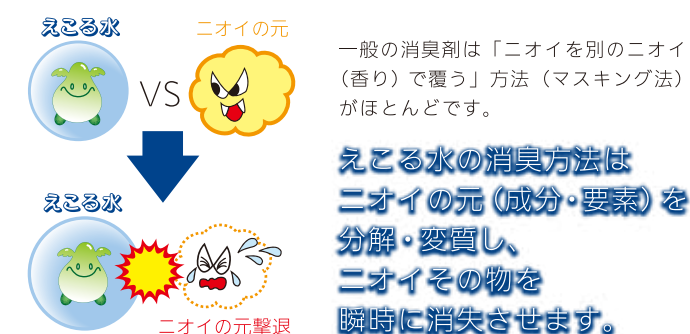 えこる水
ニオイの元
VS
えこる水
ニオイの元撃退
一般の消臭剤は「ニオイを別のニオイ
（香り）で覆う」方法（マスキング法）
がほとんどです。
えこる水の消臭方法は
ニオイの元（成分・要素）を
分解・変質し、
ニオイその物を
瞬時に消失させます。